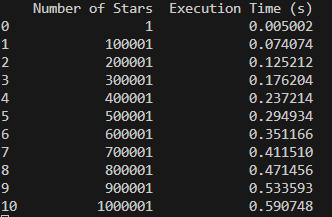 Number of Stars  Execution Time (s)
0                1            0.005002
1           100001            0.074074
2           200001            0.125212
3           300001            0.176204
4           400001            0.237214
5           500001            0.294934
6           600001            0.351166
7           700001            0.411510
8           800001            0.471456
9           900001            0.533593
10         1000001            0.590748